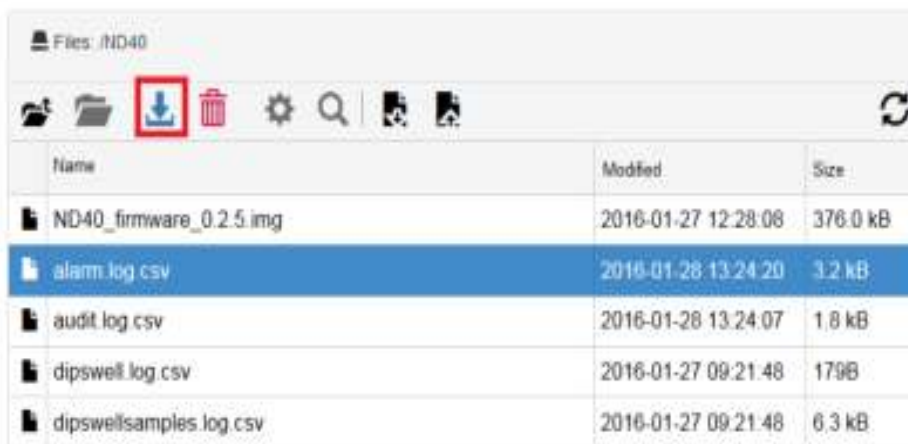 Files: /ND40
Name Modified Size
ND40_firmware_0.2.5.img 2016-01-27 12:28:08 376.0 kB
alarm.log.csv 2016-01-28 13:24:20 3.2 kB
audit.log.csv 2016-01-28 13:24:07 1.8 kB
dipswell.log.csv 2016-01-27 09:21:48 179B
dipswellsamples.log.csv 2016-01-27 09:21:48 6.3 kB